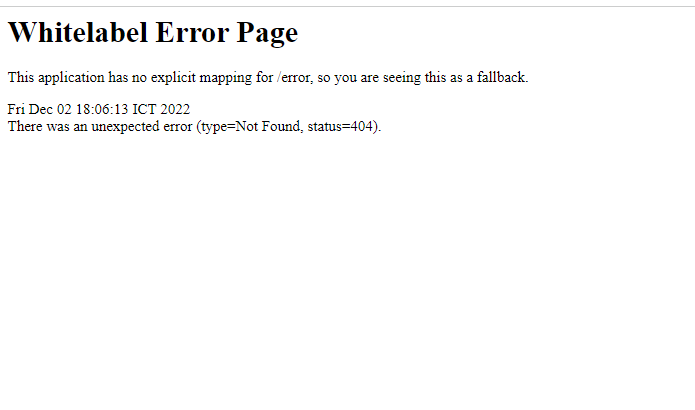 Whitelabel Error Page
This application has no explicit mapping for /error, so you are seeing this as a fallback.
Fri Dec 02 18:06:13 ICT 2022
There was an unexpected error (type=Not Found, status=404).